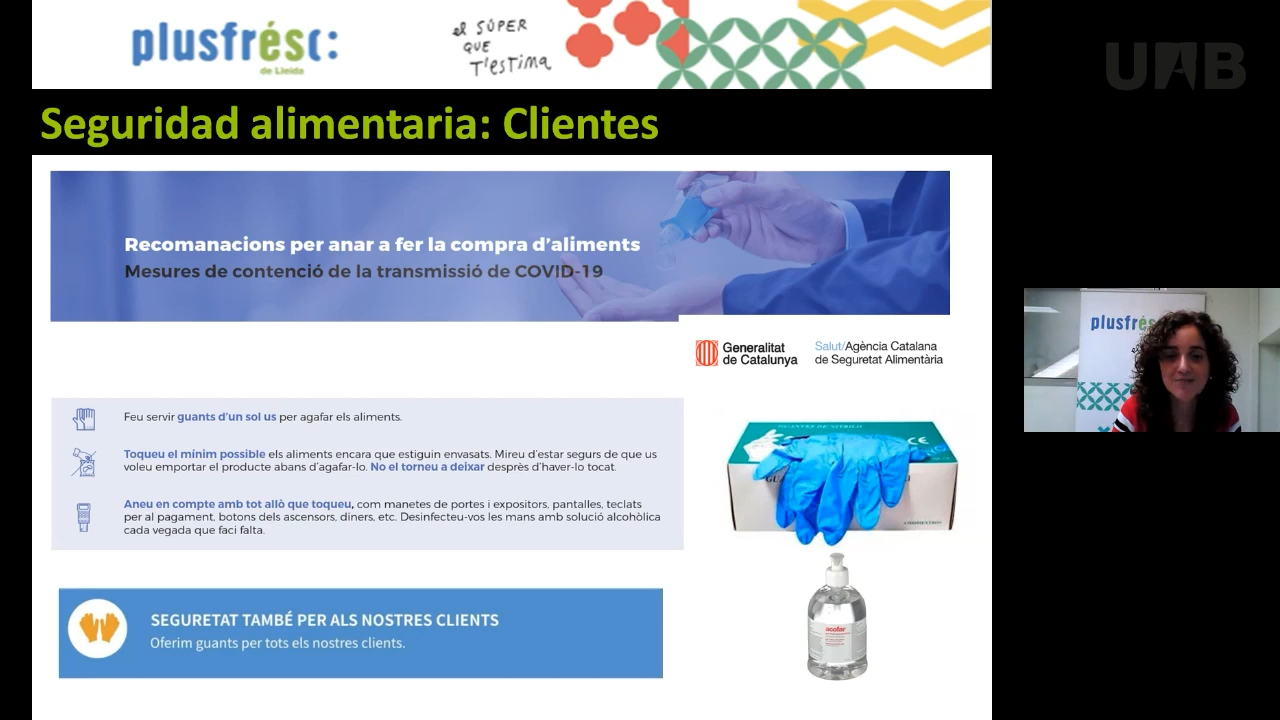 plusfrésc:
de Lleida
el SÚPER
QUE
T'ESTIMA
UAB
Seguridad alimentaria: Clientes
Recomanacions per anar a fer la compra d'aliments
Mesures de contenció de la transmissió de COVID-19
Generalitat
de Catalunya
Salut/Agència Catalana
de Seguretat Alimentària
Feu servir guants d'un sol us per agafar els aliments.
Toqueu el mínim possible els aliments encara que estiguin envasats. Mireu d'estar segurs de que us
voleu emportar el producte abans d'agafar-lo. No el torneu a deixar desprès d'haver-lo tocat.
Aneu en compte amb tot allò que toqueu, com manetes de portes i expositors, pantalles, teclats
per al pagament, botons dels ascensors, diners, etc. Desinfecteu-vos les mans amb solució alcohòlica
cada vegada que faci falta.
GUANTES DE NITRILO
CE
acofar
SEGURETAT TAMBÉ PER ALS NOSTRES CLIENTS
Oferim guants per tots els nostres clients.
plusfré